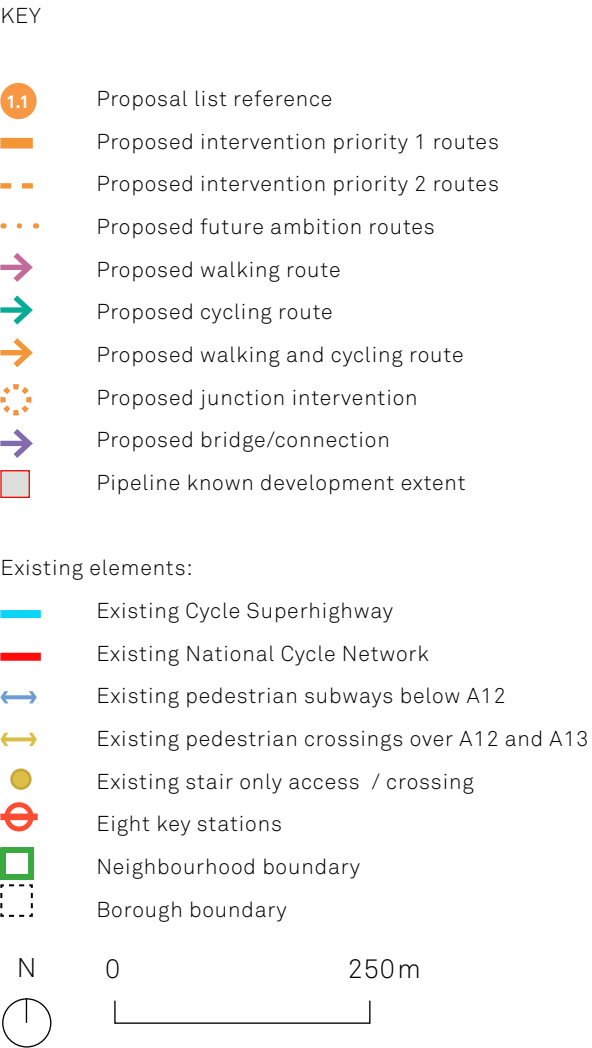 KEY
1.1 Proposal list reference
Proposed intervention priority 1 routes
Proposed intervention priority 2 routes
Proposed future ambition routes
Proposed walking route
Proposed cycling route
Proposed walking and cycling route
Proposed junction intervention
Proposed bridge/connection
Pipeline known development extent
Existing elements:
Existing Cycle Superhighway
Existing National Cycle Network
Existing pedestrian subways below A12
Existing pedestrian crossings over A12 and A13
Existing stair only access / crossing
Eight key stations
Neighbourhood boundary
Borough boundary
N 0 250m